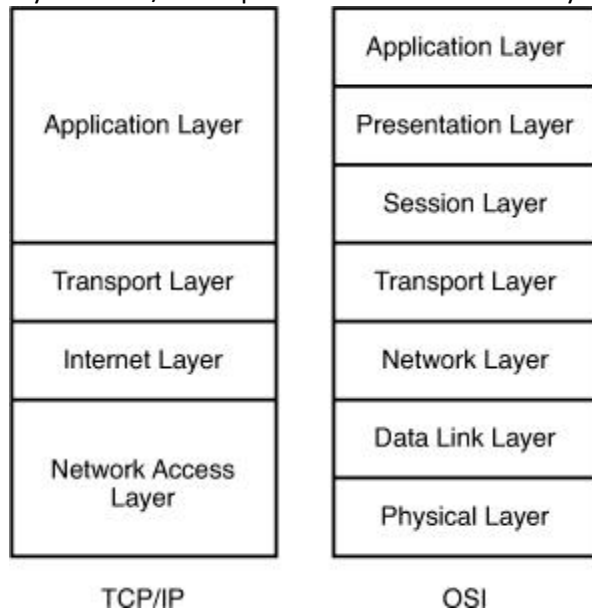 Application Layer
Transport Layer
Internet Layer
Network Access
Layer
TCP/IP
Application Layer
Presentation Layer
Session Layer
Transport Layer
Network Layer
Data Link Layer
Physical Layer
OSI